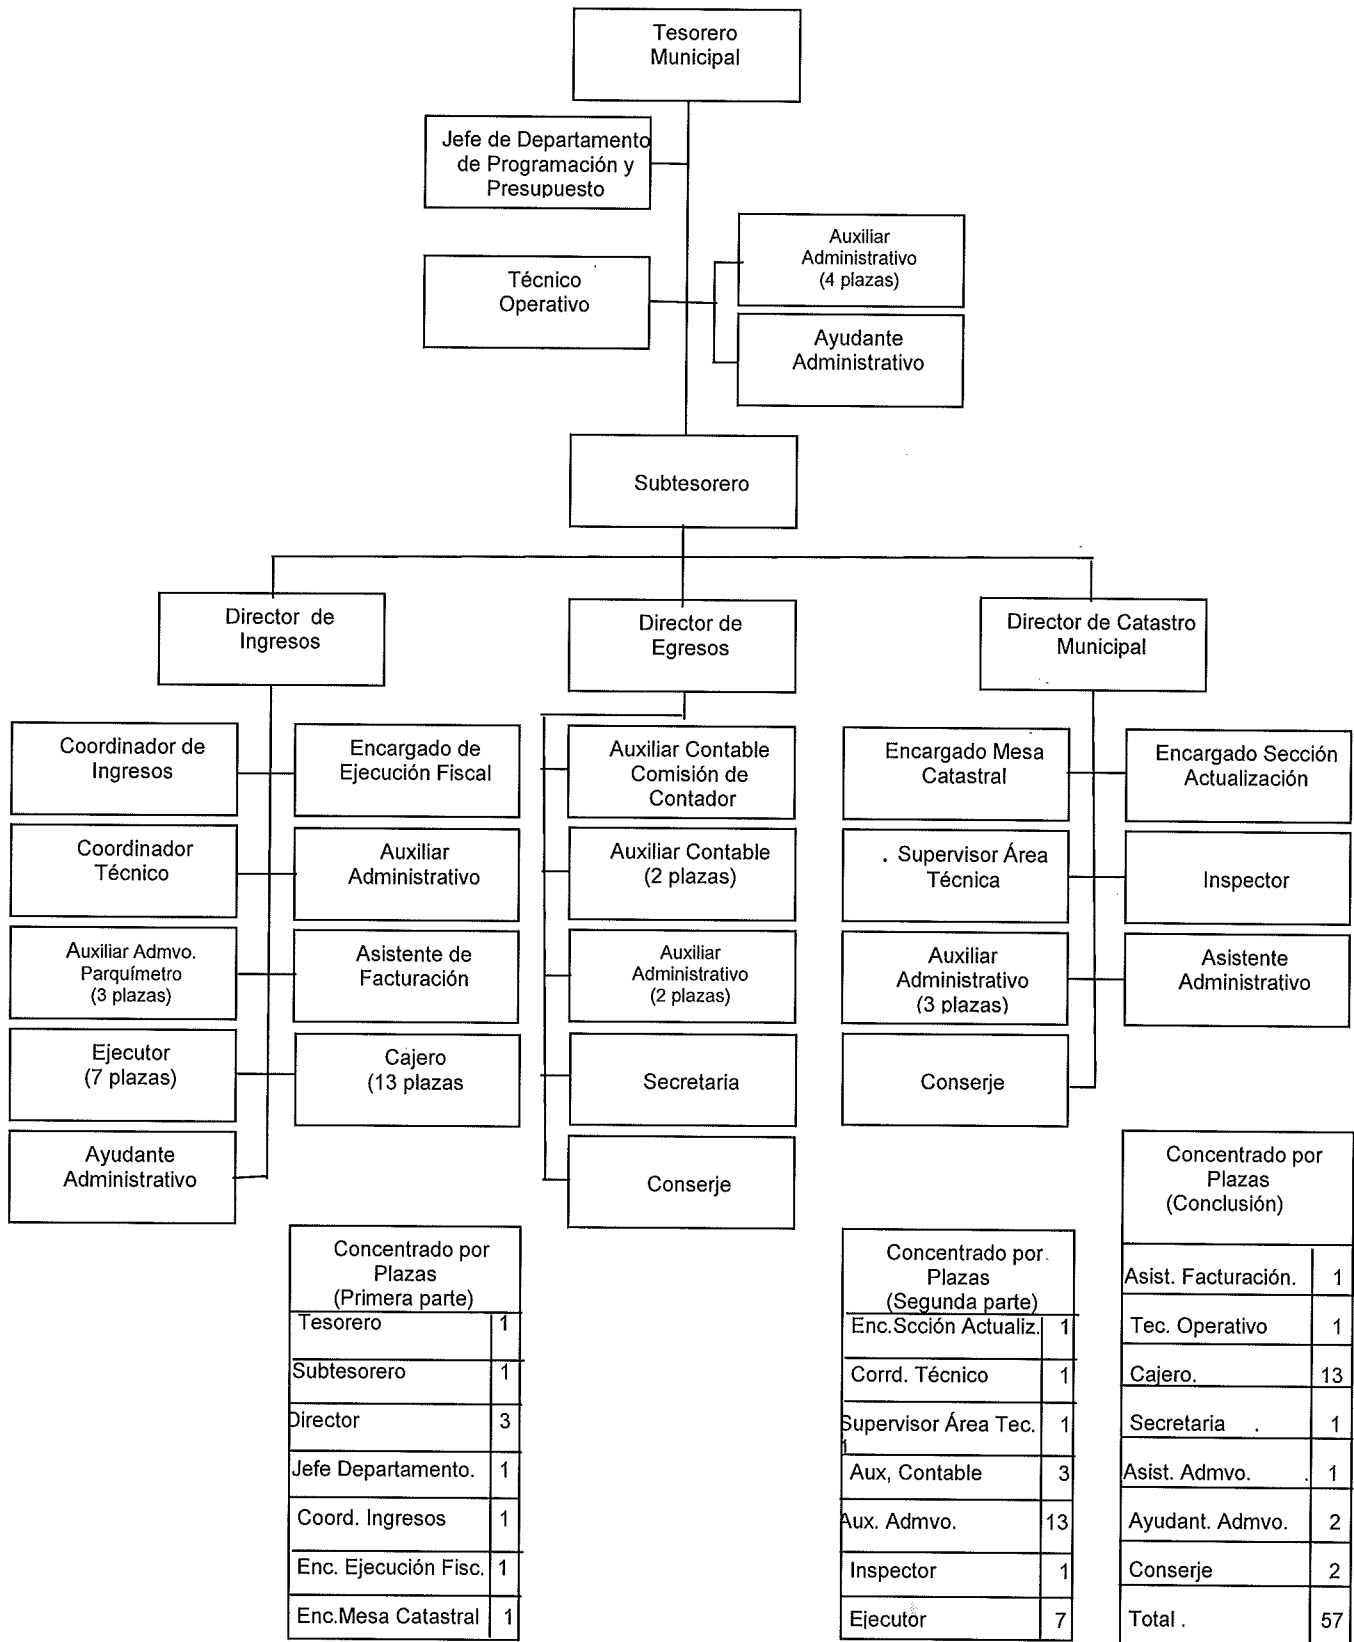 Tesorero
Municipal
Jefe de Departamento
de Programación y
Presupuesto
Auxiliar
Administrativo
(4 plazas)
Técnico
Operativo
Ayudante
Administrativo
Subtesorero
Director de
Ingresos
Director de
Egresos
Director de Catastro
Municipal
Coordinador de
Ingresos
Encargado de
Ejecución Fiscal
Auxiliar Contable
Comisión de
Contador
Encargado Mesa
Catastral
Encargado Sección
Actualización
Coordinador
Técnico
Auxiliar
Administrativo
Auxiliar Contable
(2 plazas)
. Supervisor Área
Técnica
Inspector
Auxiliar Admvo.
Parquímetro
(3 plazas)
Asistente de
Facturación
Auxiliar
Administrativo
(2 plazas)
Auxiliar
Administrativo
(3 plazas)
Asistente
Administrativo
Ejecutor
(7 plazas)
Cajero
(13 plazas
Secretaria
Conserje
Ayudante
Administrativo
Conserje
Concentrado por
Plazas
(Primera parte)
Tesorero 1
Subtesorero 1
Director 3
Jefe Departamento. 1
Coord. Ingresos 1
Enc. Ejecución Fisc. 1
Enc.Mesa Catastral 1
Concentrado por.
Plazas
(Segunda parte)
Enc.Scción Actualiz. 1
Corrd. Técnico 1
Supervisor Área Tec. 1
1
Aux, Contable 3
Aux. Admvo. 13
Inspector 1
Ejecutor 7
Concentrado por
Plazas
(Conclusión)
Asist. Facturación. 1
Tec. Operativo 1
Cajero. 13
Secretaria . 1
Asist. Admvo. . 1
Ayudant. Admvo. 2
Conserje 2
Total . 57